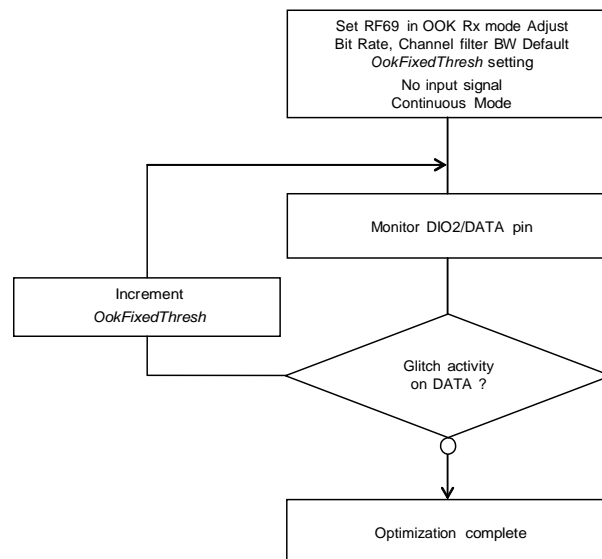 Set RF69 in OOK Rx mode Adjust
Bit Rate, Channel filter BW Default
OokFixedThresh setting
No input signal
Continuous Mode
Monitor DIO2/DATA pin
Increment
OokFixedThresh
Glitch activity
on DATA ?
Optimization complete